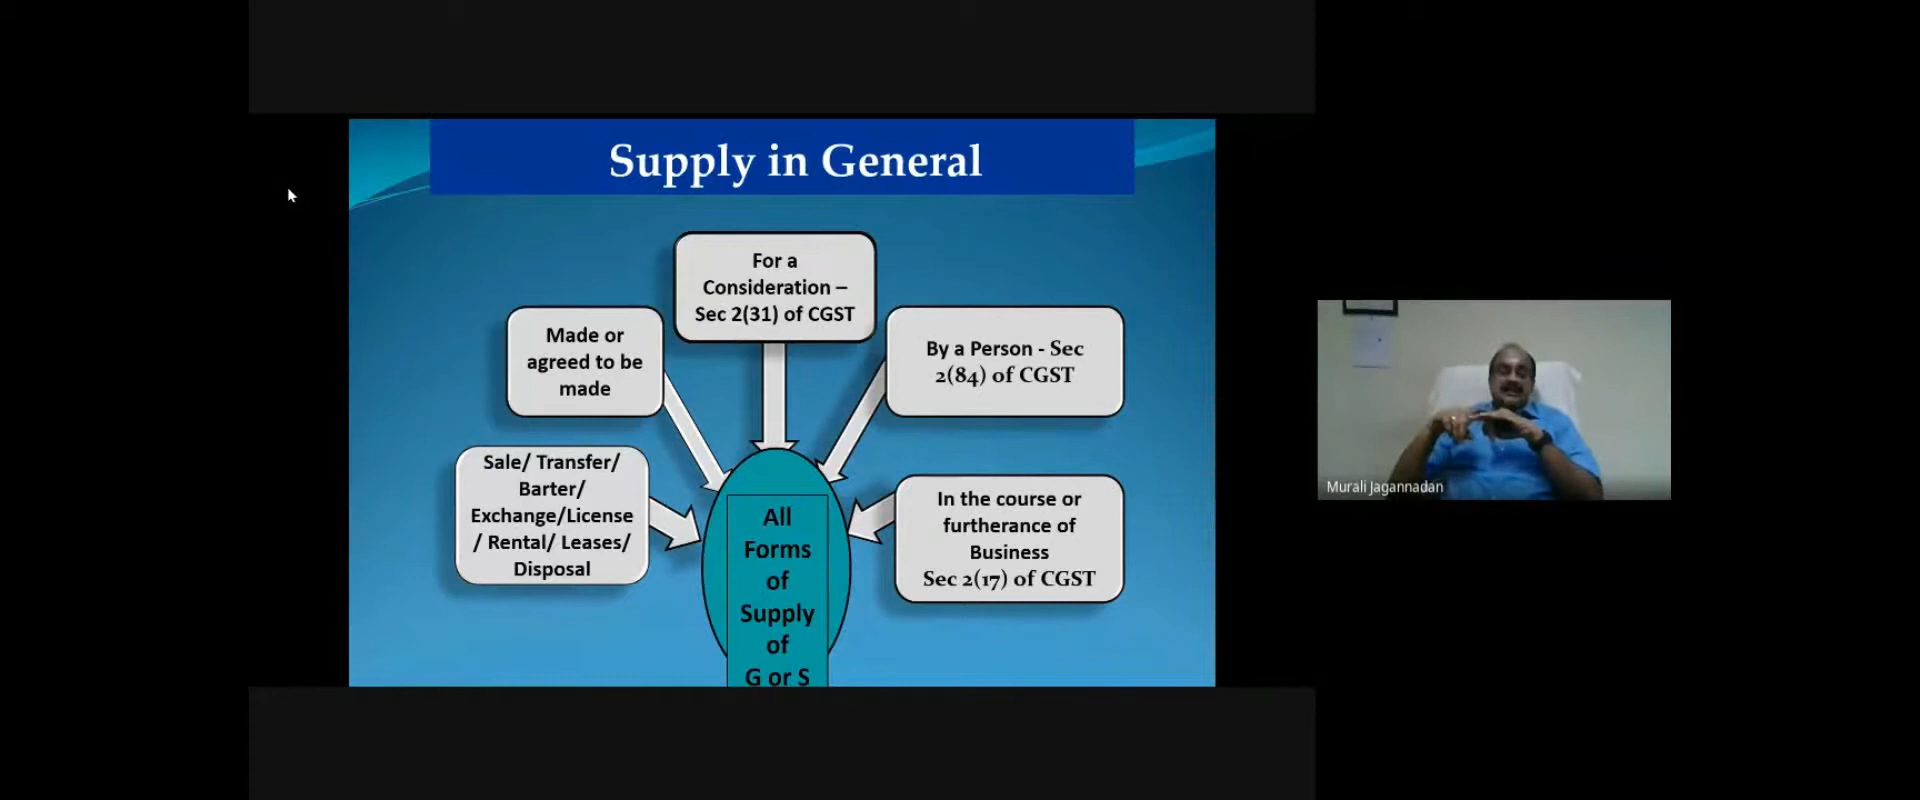 Supply in General
For a
Consideration –
Sec 2(31) of CGST
Made or
agreed to be
made
By a Person - Sec
2(84) of CGST
Sale/ Transfer/
Barter/
Exchange/License
/ Rental/ Leases/
Disposal
In the course or
furtherance of
Business
Sec 2(17) of CGST
All
Forms
of
Supply
of
G or S
Murali Jagannadan